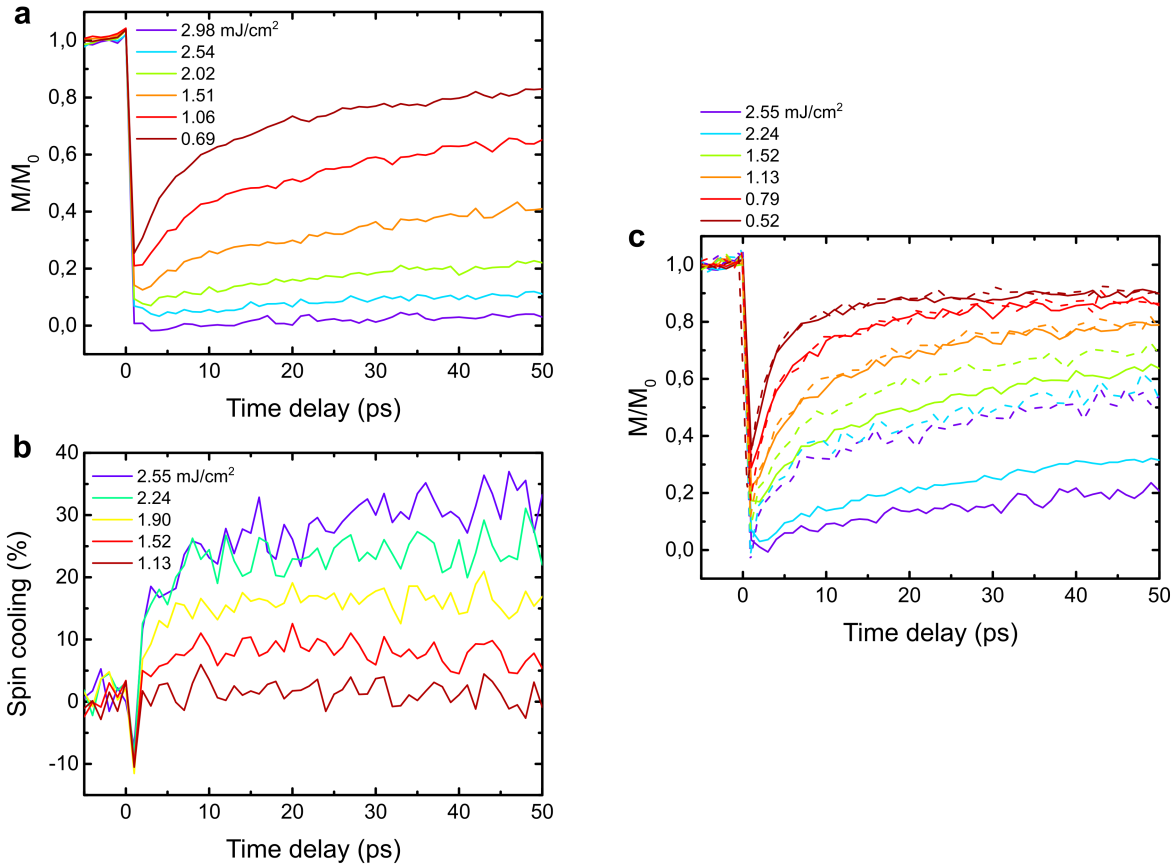 a
2.98 mJ/cm²
2.54
2.02
1.51
1.06
0.69
1,0
0,8
0,6
0,4
0,2
0,0
M/M₀
0 10 20 30 40 50
Time delay (ps)
b
2.55 mJ/cm²
2.24
1.90
1.52
1.13
40
30
20
10
0
-10
Spin cooling (%)
0 10 20 30 40 50
Time delay (ps)
2.55 mJ/cm²
2.24
1.52
1.13
0.79
0.52
c
1,0
0,8
0,6
0,4
0,2
0,0
M/M₀
0 10 20 30 40 50
Time delay (ps)